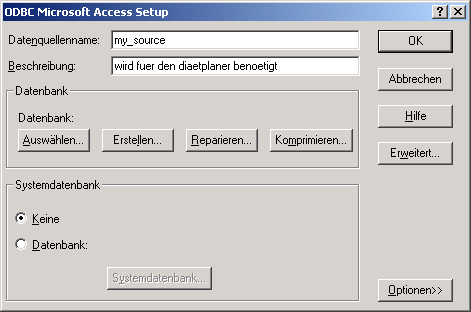 ODBC Microsoft Access Setup
Datenquellenname: my_source OK
Beschreibung: wird fuer den diaetplaner benoetigt Abbrechen
Datenbank
Datenbank: Hilfe
Auswählen... Erstellen... Reparieren... Komprimieren... Erweitert...
Systemdatenbank
Keine
Datenbank:
Systemdatenbank... Optionen>>